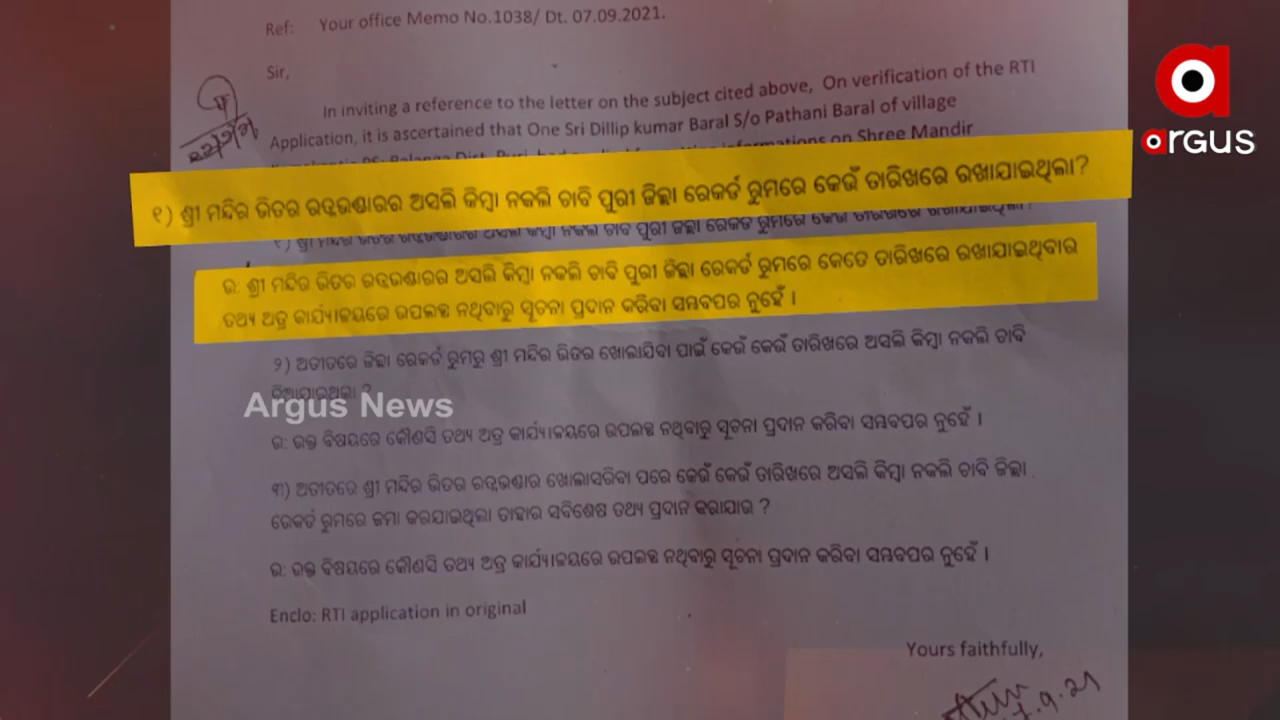 Ref: Your office Memo No.1038/ Dt. 07.09.2021.
Sir,
In inviting a reference to the letter on the subject cited above, On verification of the RTI
Application, it is ascertained that One Sri Dillip kumar Baral S/o Pathani Baral of village
informations on Shree Mandir
୧) ଶ୍ରୀ ମନ୍ଦିର ଭିତର ରତ୍ନଭଣ୍ଡାରର ଅସଲି କିମ୍ବା ନକଲି ଚାବି ପୁରୀ ଜିଲ୍ଲା ରେକର୍ଡ ରୁମରେ କେଉଁ ତାରିଖରେ ରଖାଯାଇଥିଲା?
ଉ: ଶ୍ରୀ ମନ୍ଦିର ଭିତର ରତ୍ନଭଣ୍ଡାରର ଅସଲି କିମ୍ବା ନକଲି ଚାବି ପୁରୀ ଜିଲ୍ଲା ରେକର୍ଡ ରୁମରେ କେତେ ତାରିଖରେ ରଖାଯାଇଥିବାର
ତଥ୍ୟ ଅତ୍ର କାର୍ଯ୍ୟାଳୟରେ ଉପଲବ୍ଧ ନଥିବାରୁ ସୂଚନା ପ୍ରଦାନ କରିବା ସମ୍ଭବପର ନୁହେଁ ।
୨) ଅତୀତରେ ଜିଲ୍ଲା ରେକର୍ଡ ରୁମରୁ ଶ୍ରୀ ମନ୍ଦିର ଭିତର ଖୋଲାଯିବା ପାଇଁ କେଉଁ କେଉଁ ତାରିଖରେ ଅସଲି କିମ୍ବା ନକଲି ଚାବି
ଦିଆଯାଇଥିଲା ?
Argus News
ଉ: ଉକ୍ତ ବିଷୟରେ କୌଣସି ତଥ୍ୟ ଅତ୍ର କାର୍ଯ୍ୟାଳୟରେ ଉପଲବ୍ଧ ନଥିବାରୁ ସୂଚନା ପ୍ରଦାନ କରିବା ସମ୍ଭବପର ନୁହେଁ ।
୩) ଅତୀତରେ ଶ୍ରୀ ମନ୍ଦିର ଭିତର ରତ୍ନଭଣ୍ଡାର ଖୋଲାସରିବା ପରେ କେଉଁ କେଉଁ ତାରିଖରେ ଅସଲି କିମ୍ବା ନକଲି ଚାବି ଜିଲ୍ଲା
ରେକର୍ଡ ରୁମରେ ଜମା କରଯାଇଥିଲା ତାହାର ସବିଶେଷ ତଥ୍ୟ ପ୍ରଦାନ କରାଯାଉ ?
ଉ: ଉକ୍ତ ବିଷୟରେ କୌଣସି ତଥ୍ୟ ଅତ୍ର କାର୍ଯ୍ୟାଳୟରେ ଉପଲବ୍ଧ ନଥିବାରୁ ସୂଚନା ପ୍ରଦାନ କରିବା ସମ୍ଭବପର ନୁହେଁ ।
Enclo: RTI application in original
Yours faithfully,
argus